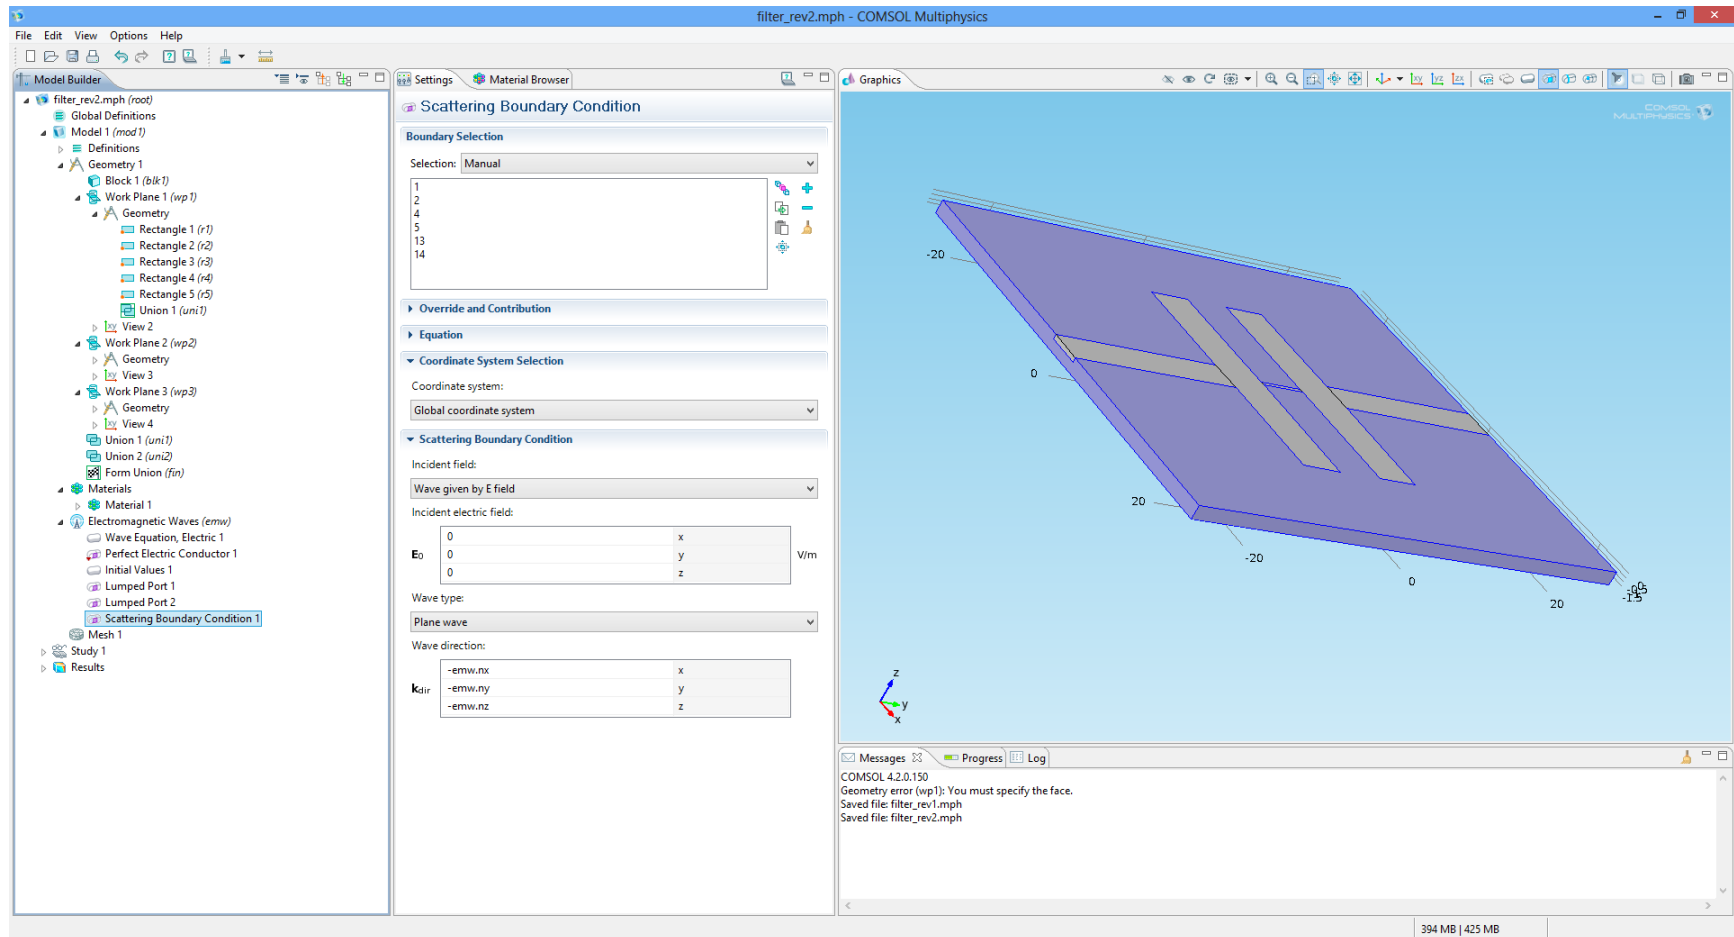 filter_rev2.mph - COMSOL Multiphysics
File Edit View Options Help
Model Builder
filter_rev2.mph (root)
Global Definitions
Model 1 (mod1)
Definitions
Geometry 1
Block 1 (blk1)
Work Plane 1 (wp1)
Geometry
Rectangle 1 (r1)
Rectangle 2 (r2)
Rectangle 3 (r3)
Rectangle 4 (r4)
Rectangle 5 (r5)
Union 1 (uni1)
View 2
Work Plane 2 (wp2)
Geometry
View 3
Work Plane 3 (wp3)
Geometry
View 4
Union 1 (uni1)
Union 2 (uni2)
Form Union (fin)
Materials
Material 1
Electromagnetic Waves (emw)
Wave Equation, Electric 1
Perfect Electric Conductor 1
Initial Values 1
Lumped Port 1
Lumped Port 2
Scattering Boundary Condition 1
Mesh 1
Study 1
Results
Settings Material Browser
Scattering Boundary Condition
Boundary Selection
Selection: Manual
1
2
4
5
13
14
Override and Contribution
Equation
Coordinate System Selection
Coordinate system:
Global coordinate system
Scattering Boundary Condition
Incident field:
Wave given by E field
Incident electric field:
0 x
E0 0 y V/m
0 z
Wave type:
Plane wave
Wave direction:
-emw.nx x
kdir -emw.ny y
-emw.nz z
Graphics
xy yz zx
COMSOL
MULTIPHYSICS
-20
0
20
-20
0
20
-1.5
z
y
x
Messages Progress Log
COMSOL 4.2.0.150
Geometry error (wp1): You must specify the face.
Saved file: filter_rev1.mph
Saved file: filter_rev2.mph
394 MB | 425 MB